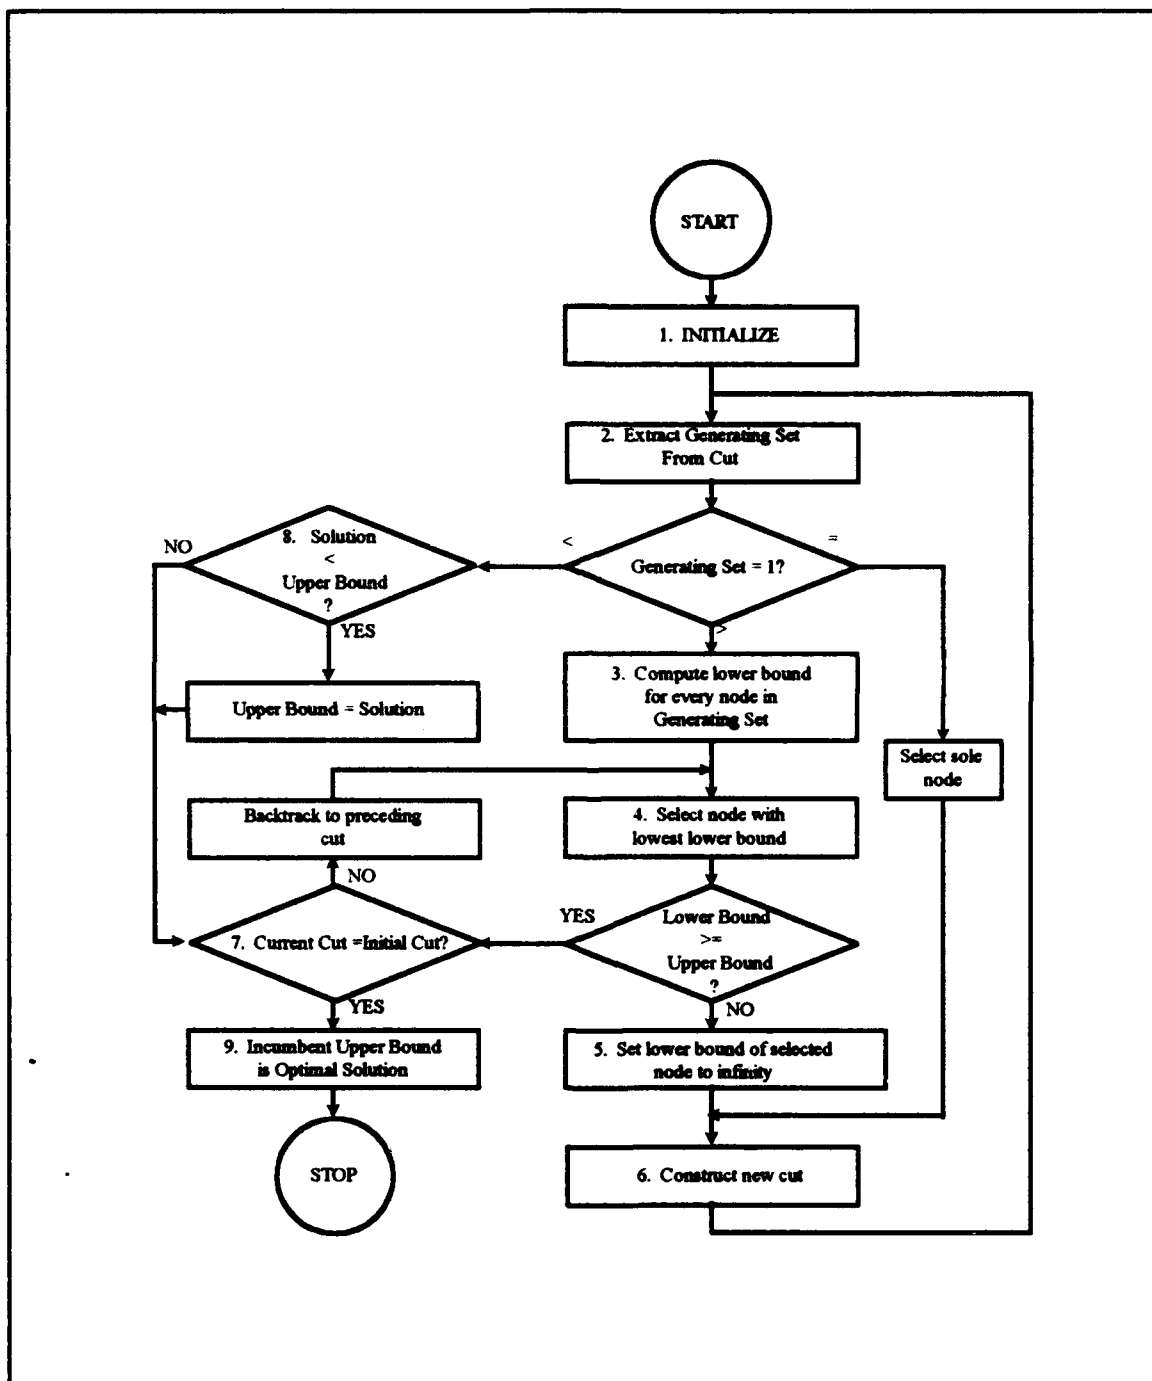 START
1. INITIALIZE
2. Extract Generating Set
From Cut
Generating Set = 1?
<
=
>
8. Solution
<
Upper Bound
?
NO
YES
Upper Bound = Solution
3. Compute lower bound
for every node in
Generating Set
Select sole
node
Backtrack to preceding
cut
4. Select node with
lowest lower bound
NO
7. Current Cut =Initial Cut?
YES
YES
Lower Bound
>=
Upper Bound
?
NO
9. Incumbent Upper Bound
is Optimal Solution
5. Set lower bound of selected
node to infinity
STOP
6. Construct new cut